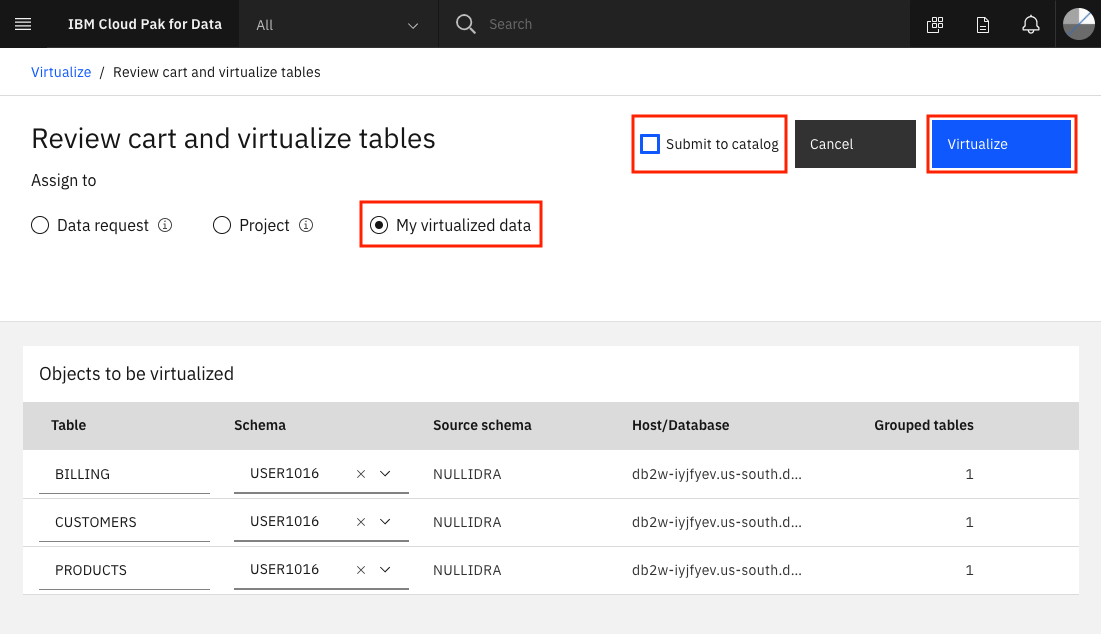 IBM Cloud Pak for Data All Search
Virtualize / Review cart and virtualize tables
Review cart and virtualize tables
Submit to catalog Cancel Virtualize
Assign to
Data request Project My virtualized data
Objects to be virtualized
Table Schema Source schema Host/Database Grouped tables
BILLING USER1016 NULLIDRA db2w-iyjfyev.us-south.d... 1
CUSTOMERS USER1016 NULLIDRA db2w-iyjfyev.us-south.d... 1
PRODUCTS USER1016 NULLIDRA db2w-iyjfyev.us-south.d... 1